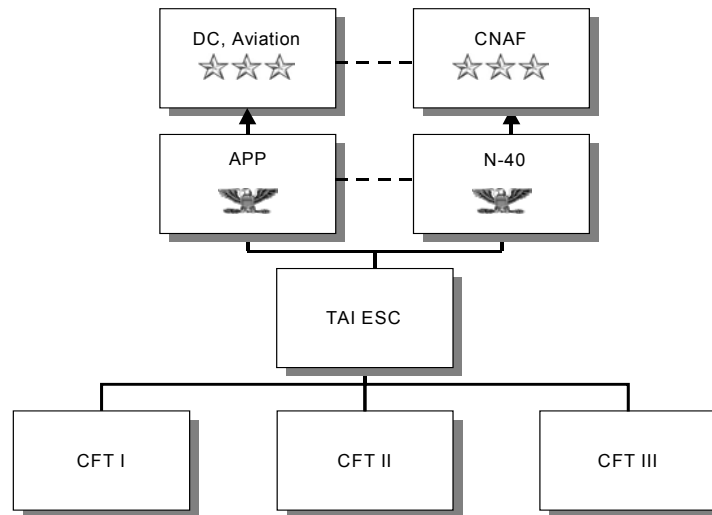 DC, Aviation
CNAF
APP
N-40
TAI ESC
CFT I
CFT II
CFT III